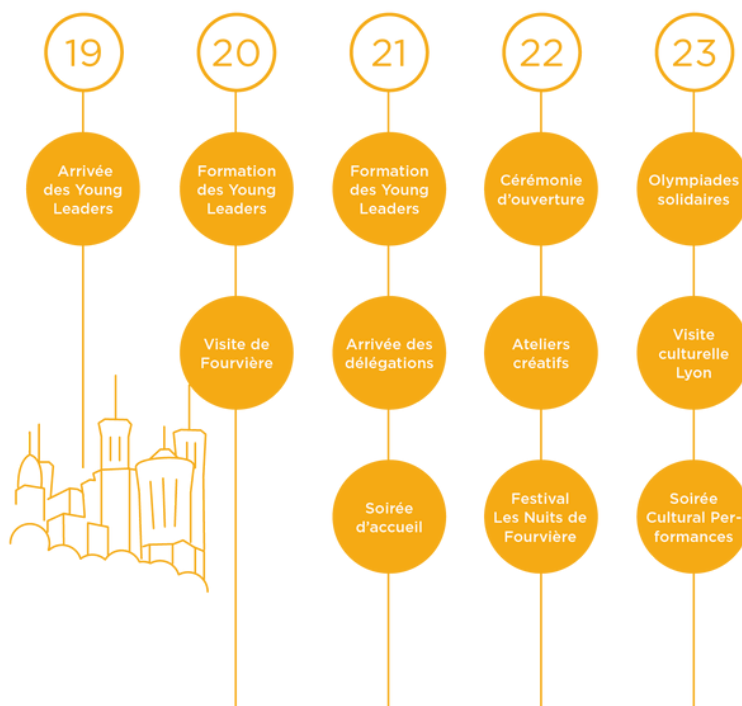 19
20
21
22
23
Arrivée
des Young
Leaders
Formation
des Young
Leaders
Formation
des Young
Leaders
Cérémonie
d'ouverture
Olympiades
solidaires
Visite de
Fourvière
Arrivée des
délégations
Ateliers
créatifs
Visite
culturelle
Lyon
Soirée
d'accueil
Festival
Les Nuits de
Fourvière
Soirée
Cultural Per-
formances